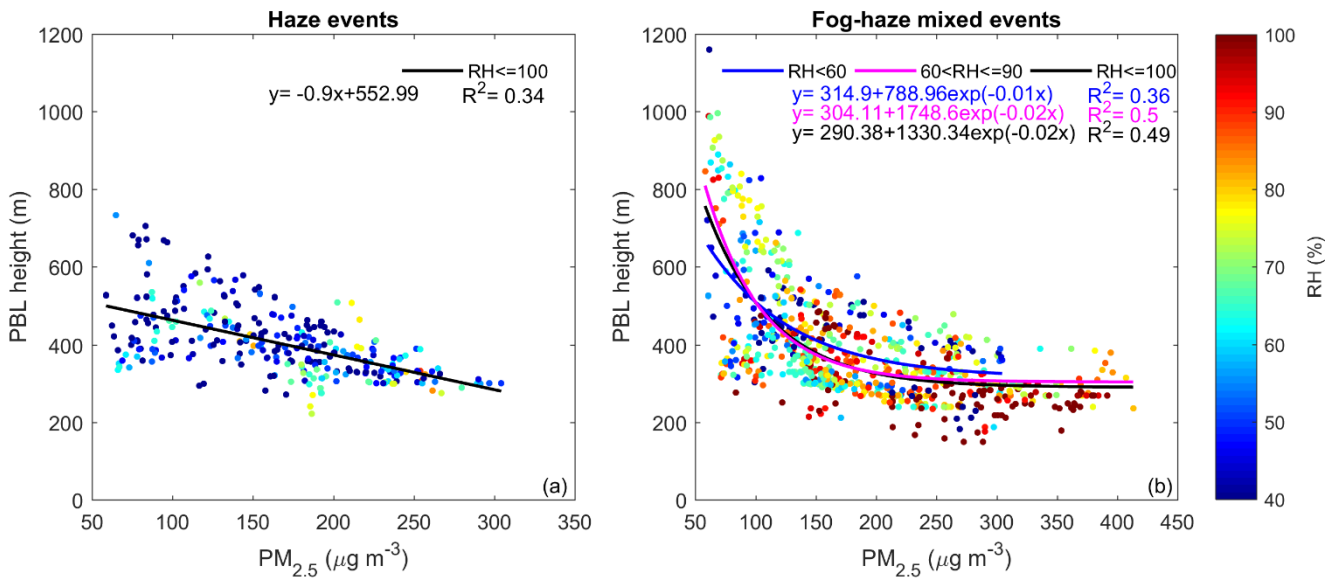 Haze events
1200
1000
800
600
400
200
0
PBL height (m)
RH<=100
y= -0.9x+552.99
R²= 0.34
(a)
50 100 150 200 250 300 350
PM₂.₅ (μg m⁻³)
Fog-haze mixed events
1200
1000
800
600
400
200
0
PBL height (m)
RH<60 60<RH<=90 RH<=100
y= 314.9+788.96exp(-0.01x) R²= 0.36
y= 304.11+1748.6exp(-0.02x) R²= 0.5
y= 290.38+1330.34exp(-0.02x) R²= 0.49
(b)
50 100 150 200 250 300 350 400 450
PM₂.₅ (μg m⁻³)
100
90
80
70
60
50
40
RH (%)